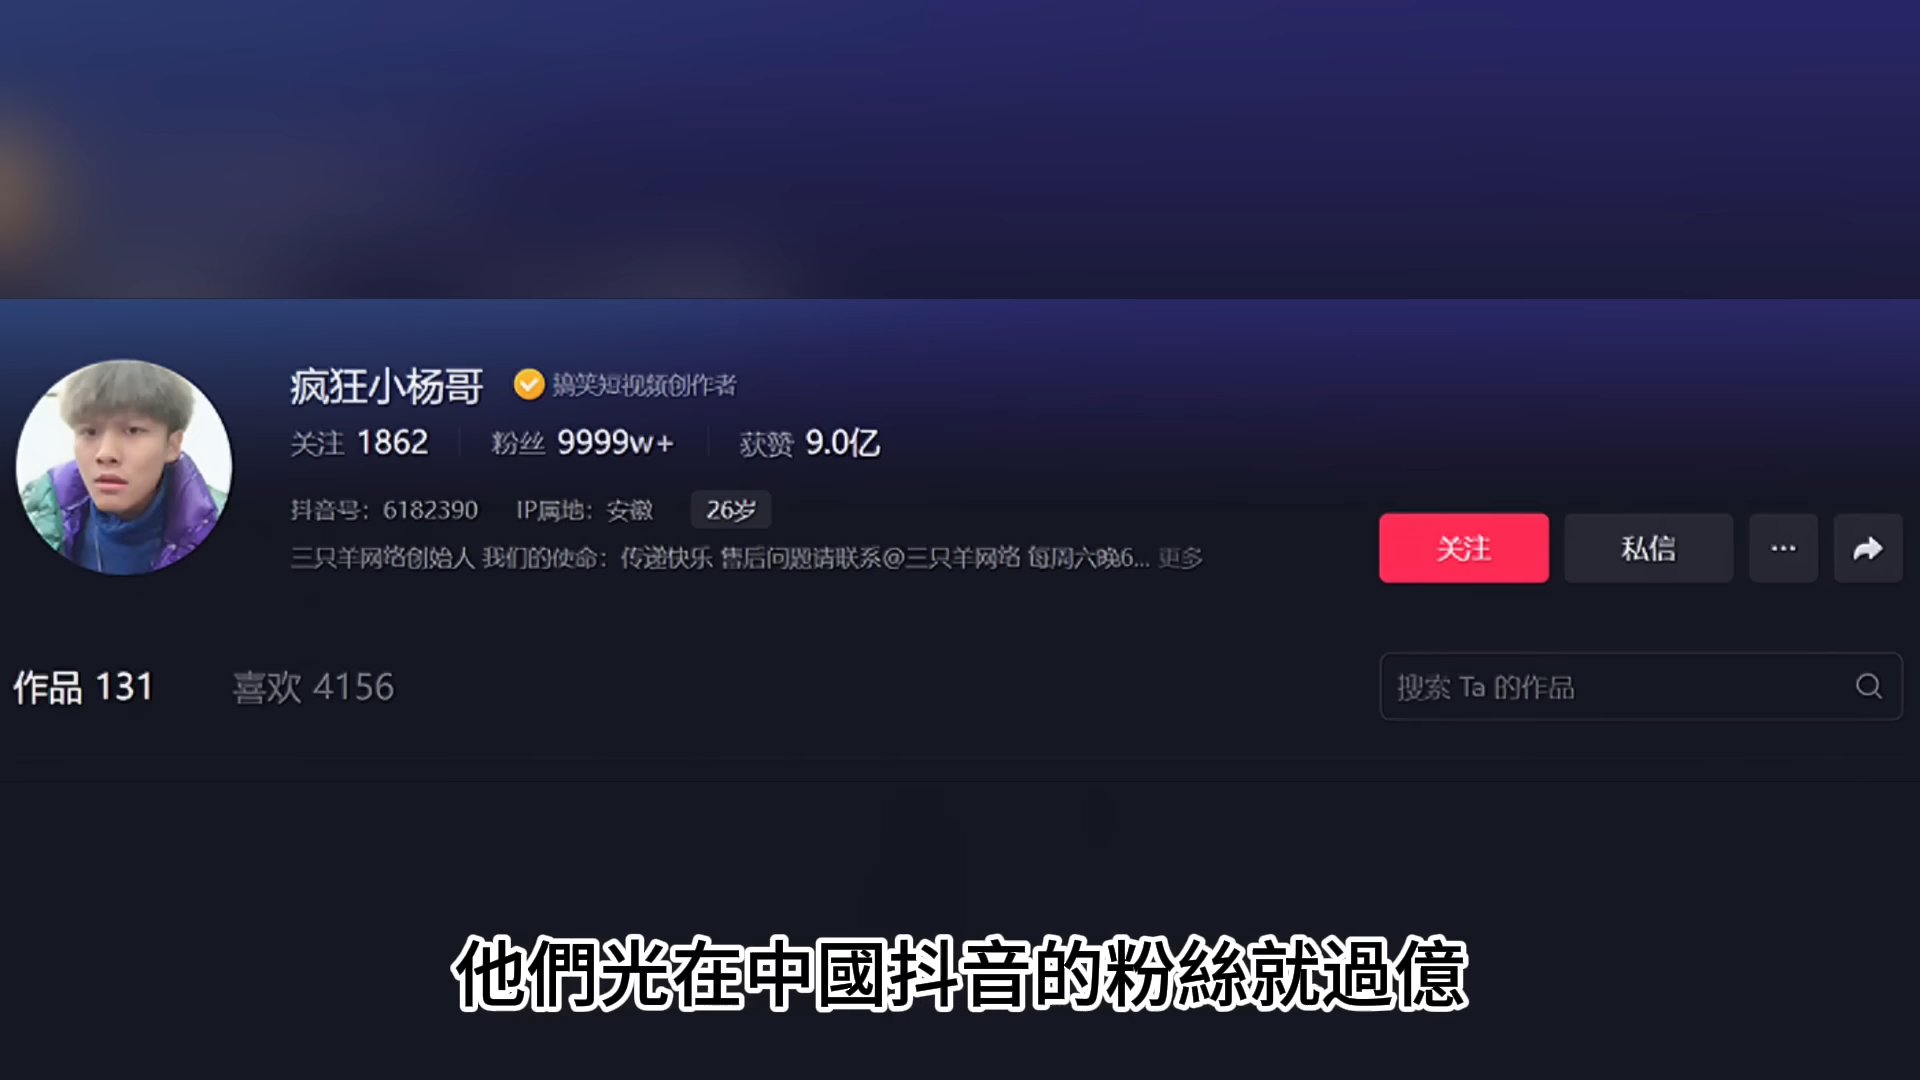 疯狂小杨哥 搞笑短视频创作者
关注 1862 粉丝 9999w+ 获赞 9.0亿
抖音号：6182390 IP属地：安徽 26岁
三只羊网络创始人 我们的使命：传递快乐 售后问题请联系@三只羊网络 每周六晚6... 更多
关注 私信 ...
作品 131 喜欢 4156 搜索 Ta 的作品
他們光在中國抖音的粉絲就過億